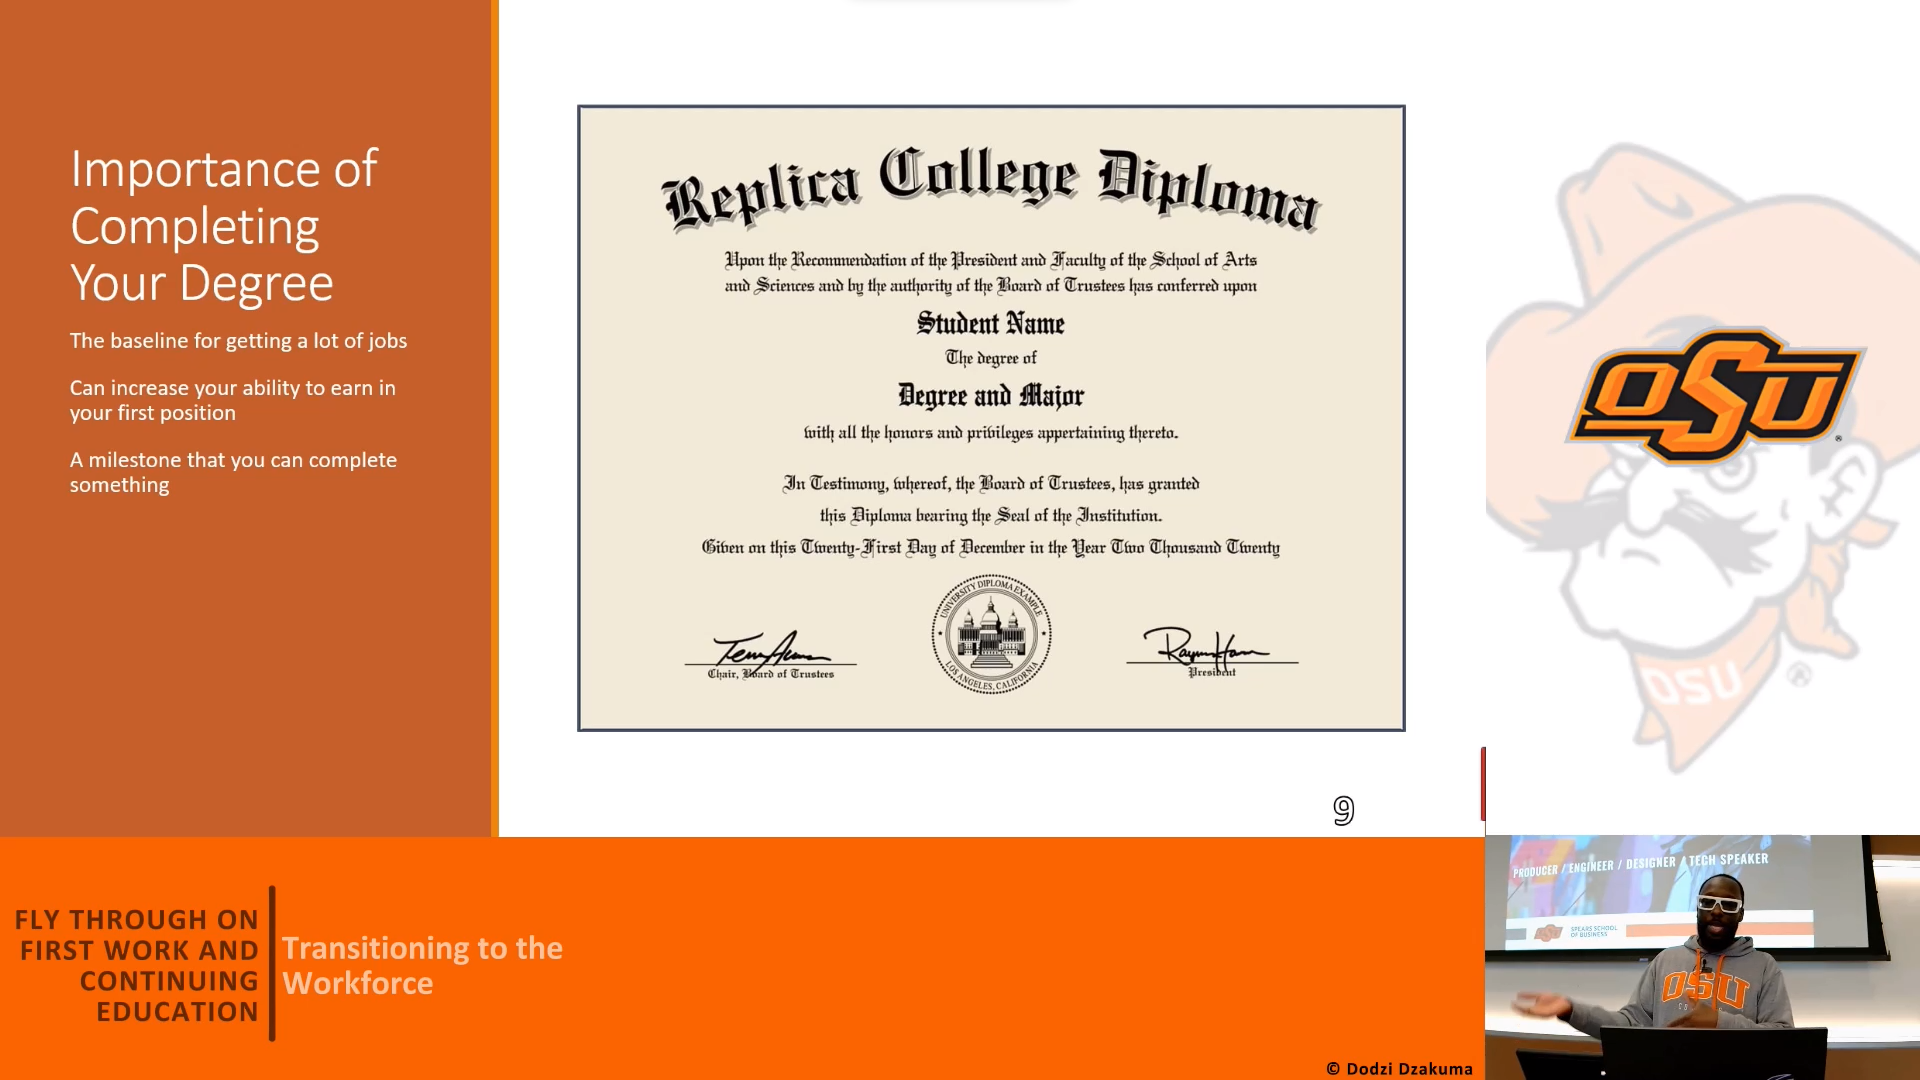 Importance of
Completing
Your Degree
The baseline for getting a lot of jobs
Can increase your ability to earn in
your first position
A milestone that you can complete
something
Replica College Diploma
Upon the Recommendation of the President and Faculty of the School of Arts
and Sciences and by the authority of the Board of Trustees has conferred upon
Student Name
The degree of
Degree and Major
with all the honors and privileges appertaining thereto.
In Testimony, whereof, the Board of Trustees, has granted
this Diploma bearing the Seal of the Institution.
Given on this Twenty-First Day of December in the Year Two Thousand Twenty
UNIVERSITY DIPLOMA EXAMPLE
LOS ANGELES, CALIFORNIA
Chair, Board of Trustees
President
9
OSU
®
OSU
®
FLY THROUGH ON
FIRST WORK AND
CONTINUING
EDUCATION
Transitioning to the
Workforce
© Dodzi Dzakuma
PRODUCER / ENGINEER / DESIGNER / TECH SPEAKER
OSU
SPEARS SCHOOL
OF BUSINESS
OSU